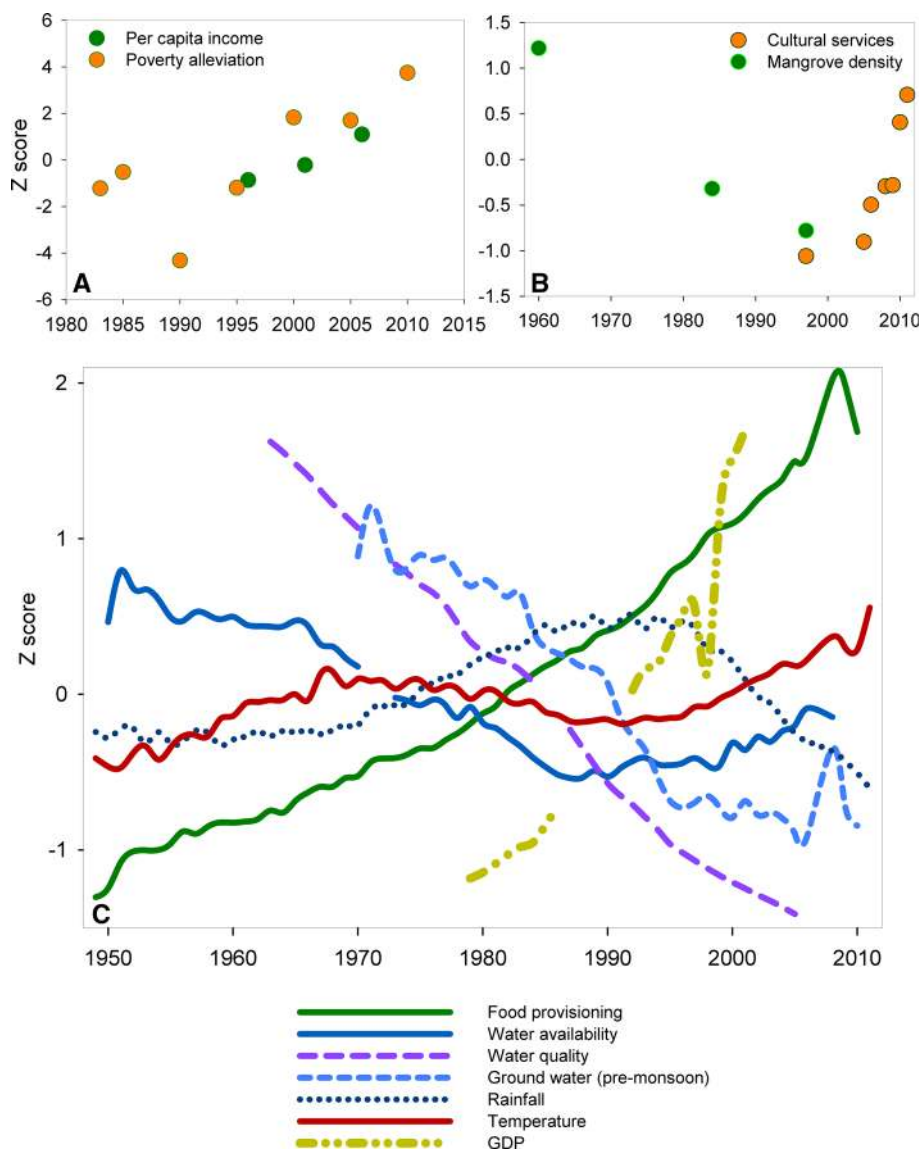 Per capita income
Poverty alleviation
Z score
6
4
2
0
-2
-4
-6
A
1980 1985 1990 1995 2000 2005 2010 2015
Cultural services
Mangrove density
1.5
1.0
0.5
0.0
-0.5
-1.0
-1.5
B
1960 1970 1980 1990 2000 2010
Z score
2
1
0
-1
C
1950 1960 1970 1980 1990 2000 2010
Food provisioning
Water availability
Water quality
Ground water (pre-monsoon)
Rainfall
Temperature
GDP